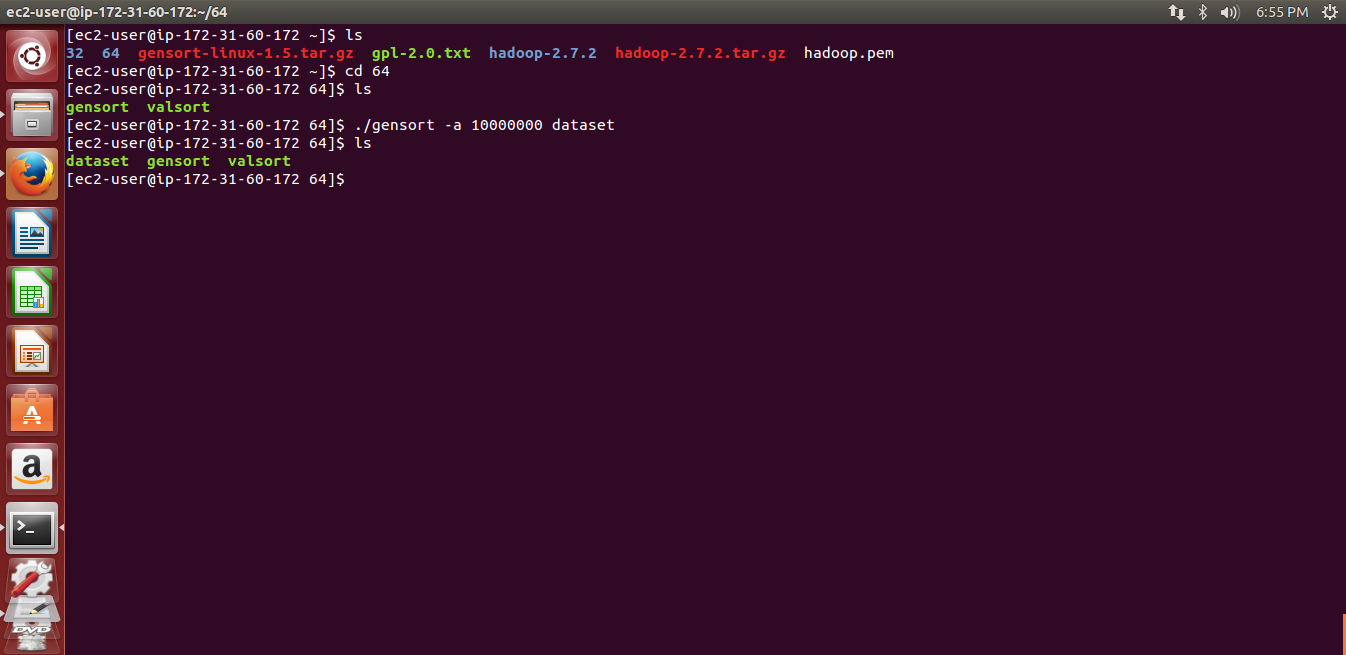 ec2-user@ip-172-31-60-172:~/64
6:55 PM
[ec2-user@ip-172-31-60-172 ~]$ ls
32  64  gensort-linux-1.5.tar.gz  gpl-2.0.txt  hadoop-2.7.2  hadoop-2.7.2.tar.gz  hadoop.pem
[ec2-user@ip-172-31-60-172 ~]$ cd 64
[ec2-user@ip-172-31-60-172 64]$ ls
gensort  valsort
[ec2-user@ip-172-31-60-172 64]$ ./gensort -a 10000000 dataset
[ec2-user@ip-172-31-60-172 64]$ ls
dataset  gensort  valsort
[ec2-user@ip-172-31-60-172 64]$
A
a
>_
DVD